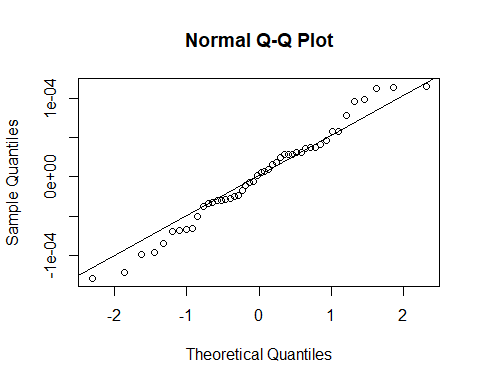 Normal Q-Q Plot
1e-04
0e+00
-1e-04
Sample Quantiles
-2 -1 0 1 2
Theoretical Quantiles